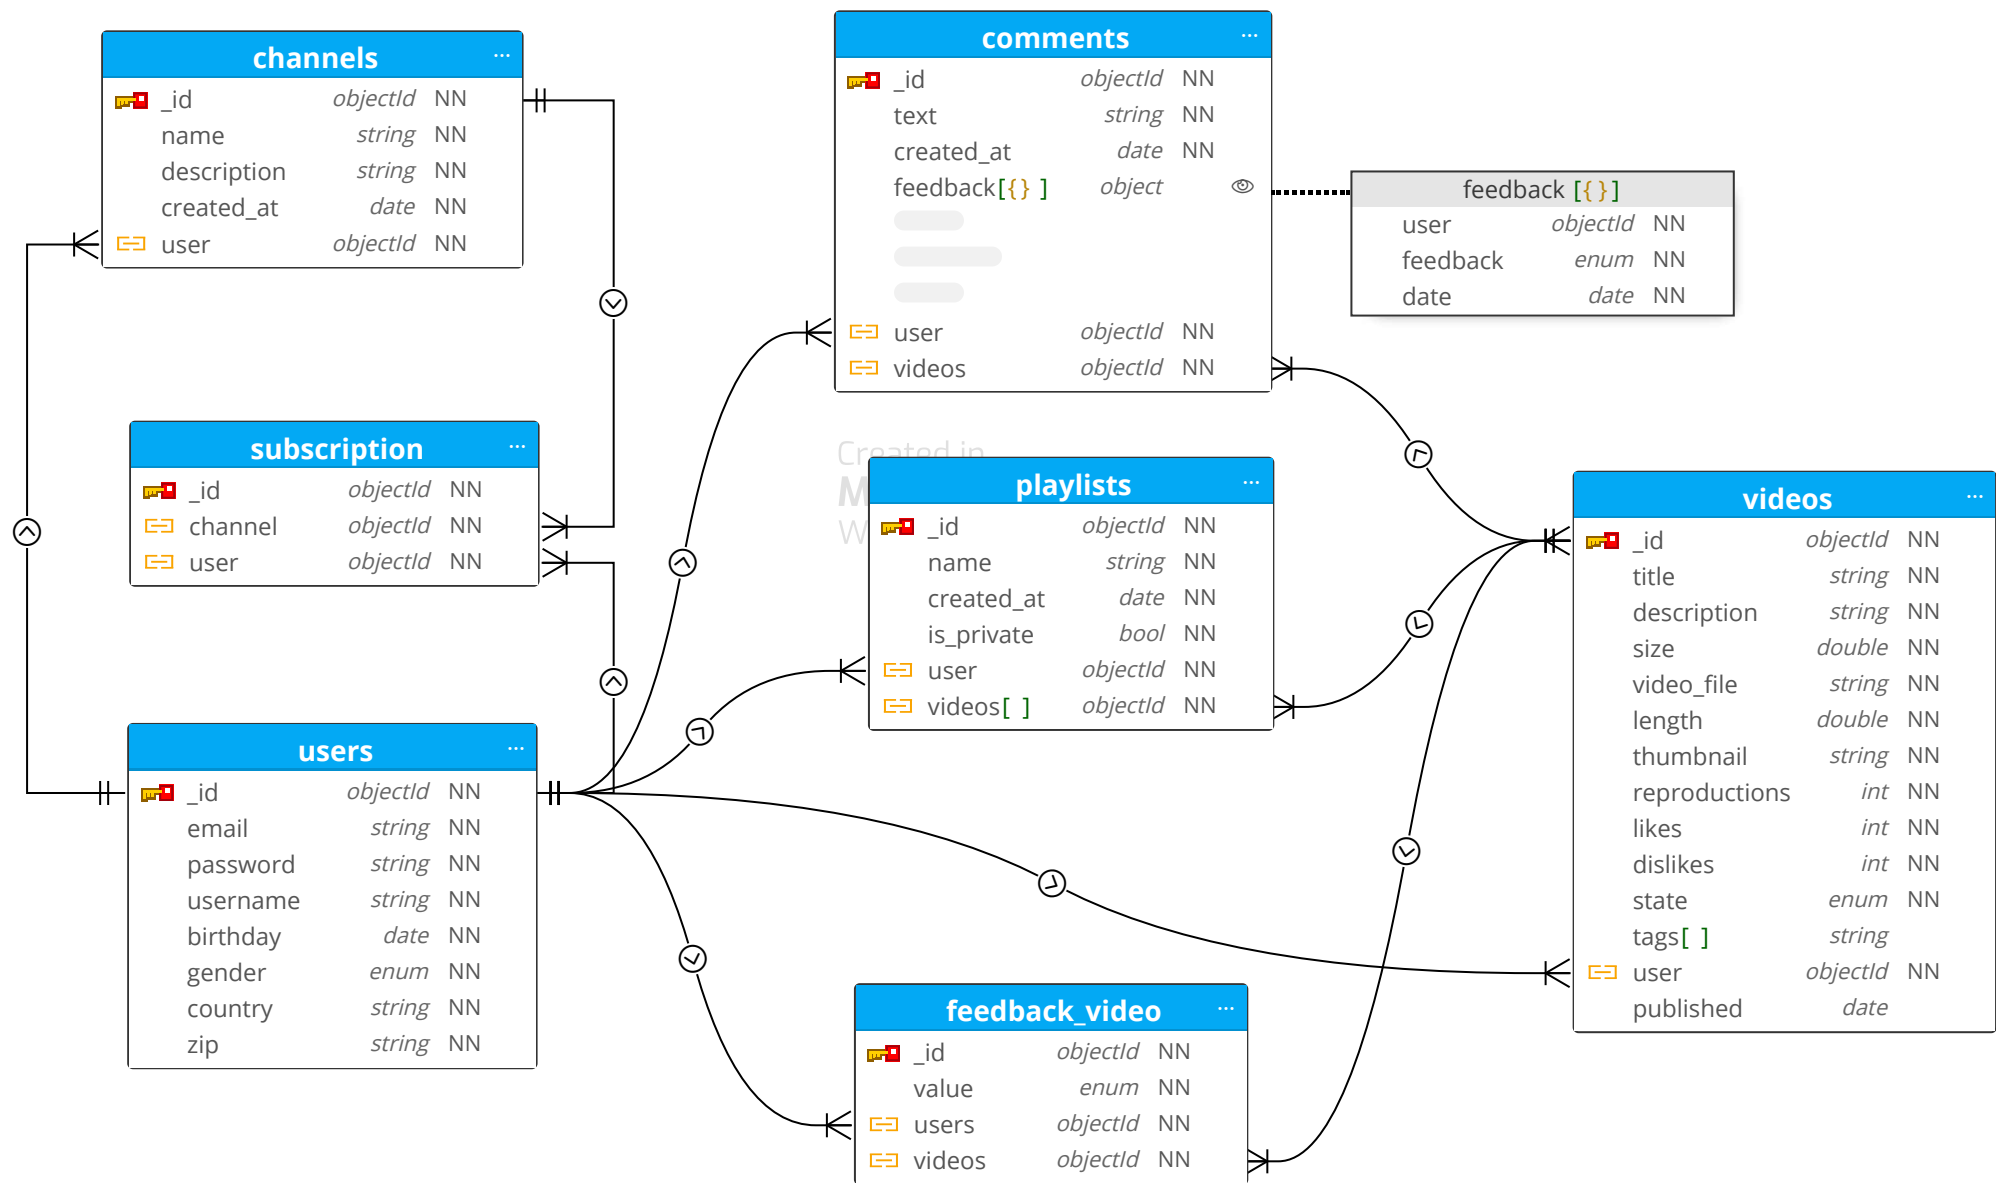 channels ...
_id objectId NN
name string NN
description string NN
created_at date NN
user objectId NN
subscription ...
_id objectId NN
channel objectId NN
user objectId NN
users ...
_id objectId NN
email string NN
password string NN
username string NN
birthday date NN
gender enum NN
country string NN
zip string NN
comments ...
_id objectId NN
text string NN
created_at date NN
feedback[{} ] object
user objectId NN
videos objectId NN
feedback [{}]
user objectId NN
feedback enum NN
date date NN
Created in
M
W
playlists ...
_id objectId NN
name string NN
created_at date NN
is_private bool NN
user objectId NN
videos[ ] objectId NN
feedback_video ...
_id objectId NN
value enum NN
users objectId NN
videos objectId NN
videos ...
_id objectId NN
title string NN
description string NN
size double NN
video_file string NN
length double NN
thumbnail string NN
reproductions int NN
likes int NN
dislikes int NN
state enum NN
tags[ ] string
user objectId NN
published date